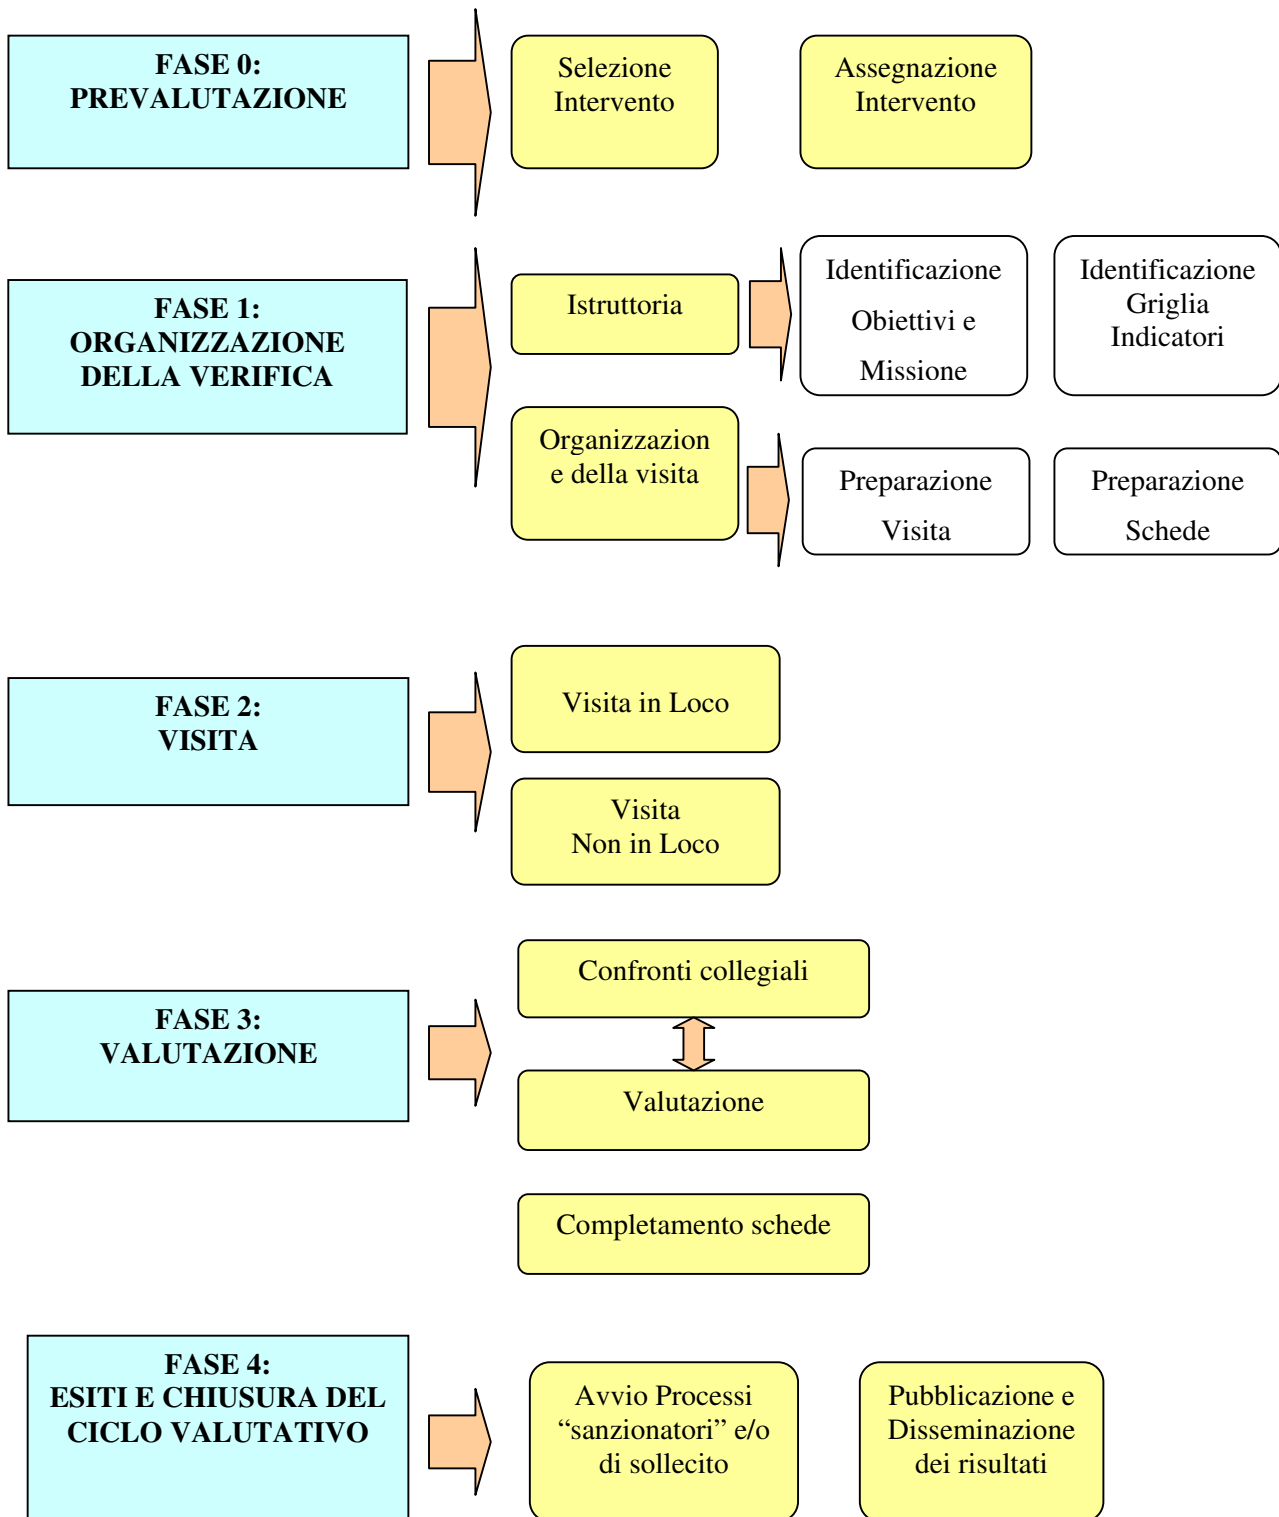 FASE 0:
PREVALUTAZIONE
Selezione
Intervento
Assegnazione
Intervento
FASE 1:
ORGANIZZAZIONE
DELLA VERIFICA
Istruttoria
Identificazione
Obiettivi e
Missione
Identificazione
Griglia
Indicatori
Organizzazion
e della visita
Preparazione
Visita
Preparazione
Schede
FASE 2:
VISITA
Visita in Loco
Visita
Non in Loco
FASE 3:
VALUTAZIONE
Confronti collegiali
Valutazione
Completamento schede
FASE 4:
ESITI E CHIUSURA DEL
CICLO VALUTATIVO
Avvio Processi
“sanzionatori” e/o
di sollecito
Pubblicazione e
Disseminazione
dei risultati